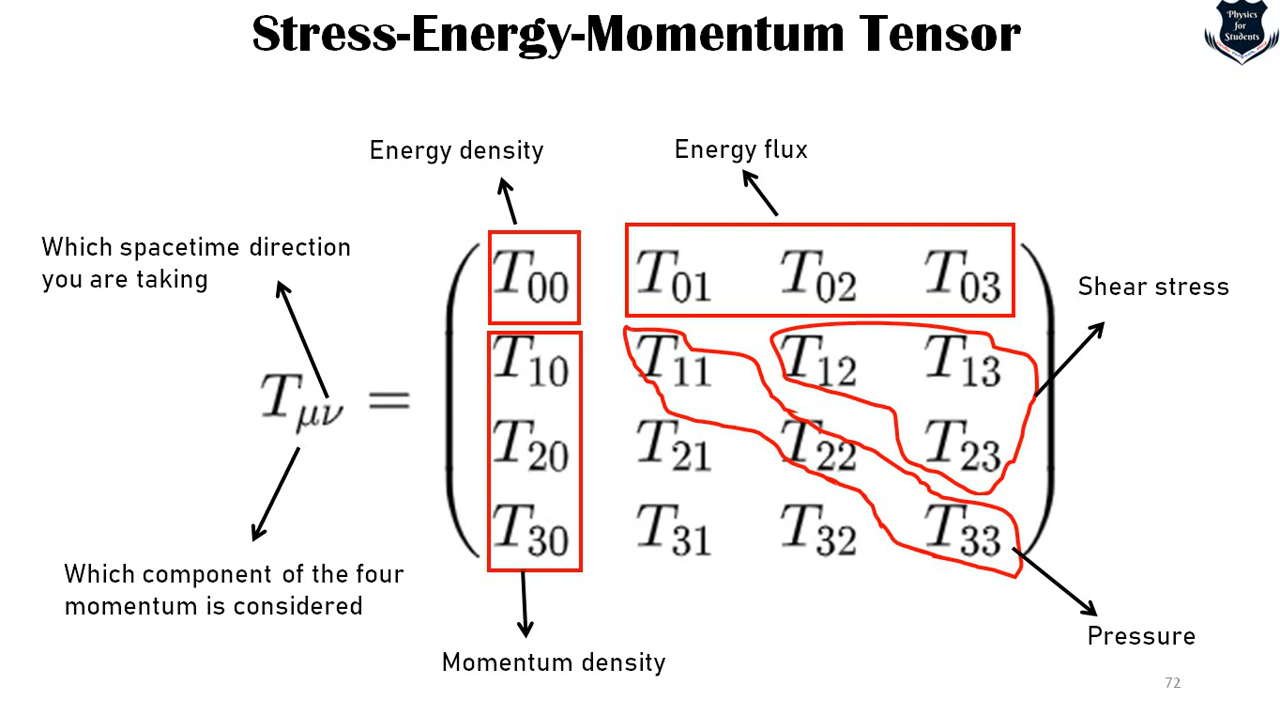 Stress-Energy-Momentum Tensor
Physics
for
Students
Energy density
Energy flux
Which spacetime direction
you are taking
Shear stress
T₀₀ T₀₁ T₀₂ T₀₃
T₁₀ T₁₁ T₁₂ T₁₃
Tμν =
T₂₀ T₂₁ T₂₂ T₂₃
T₃₀ T₃₁ T₃₂ T₃₃
Which component of the four
momentum is considered
Pressure
Momentum density
72